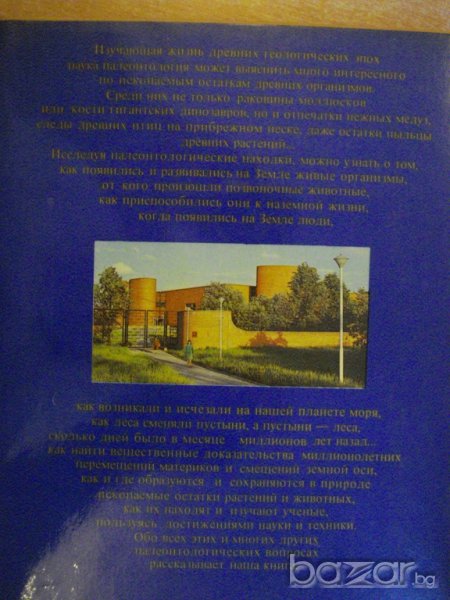 Изучающая жизнь древних геологических эпох
наука палеонтология может выяснить много интересного
по ископаемым остаткам древних организмов.
Среди них не только раковины моллюсков
или кости гигантских динозавров, но и отпечатки нежных медуз,
следы древних птиц на прибрежном песке, даже остатки пыльцы
древних растений...
Исследуя палеонтологические находки, можно узнать о том,
как появились и развивались на Земле живые организмы,
от кого произошли позвоночные животные,
как приспособились они к наземной жизни,
когда появились на Земле люди,
как возникали и исчезали на нашей планете моря,
как леса сменяли пустыни, а пустыни — леса,
сколько дней было в месяце миллионов лет назад...
как найти вещественные доказательства миллионолетних
перемещений материков и смещений земной оси,
как и где образуются и сохраняются в природе
ископаемые остатки растений и животных,
как их находят и изучают ученые,
пользуясь достижениями науки и техники.
Обо всех этих и многих других
палеонтологических вопросах
рассказывает наша книга
bazar.bg